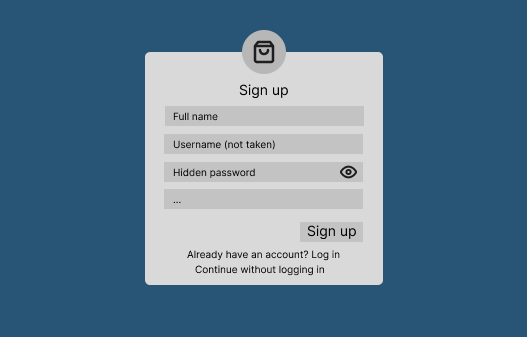 Sign up
Full name
Username (not taken)
Hidden password
...
Sign up
Already have an account? Log in
Continue without logging in